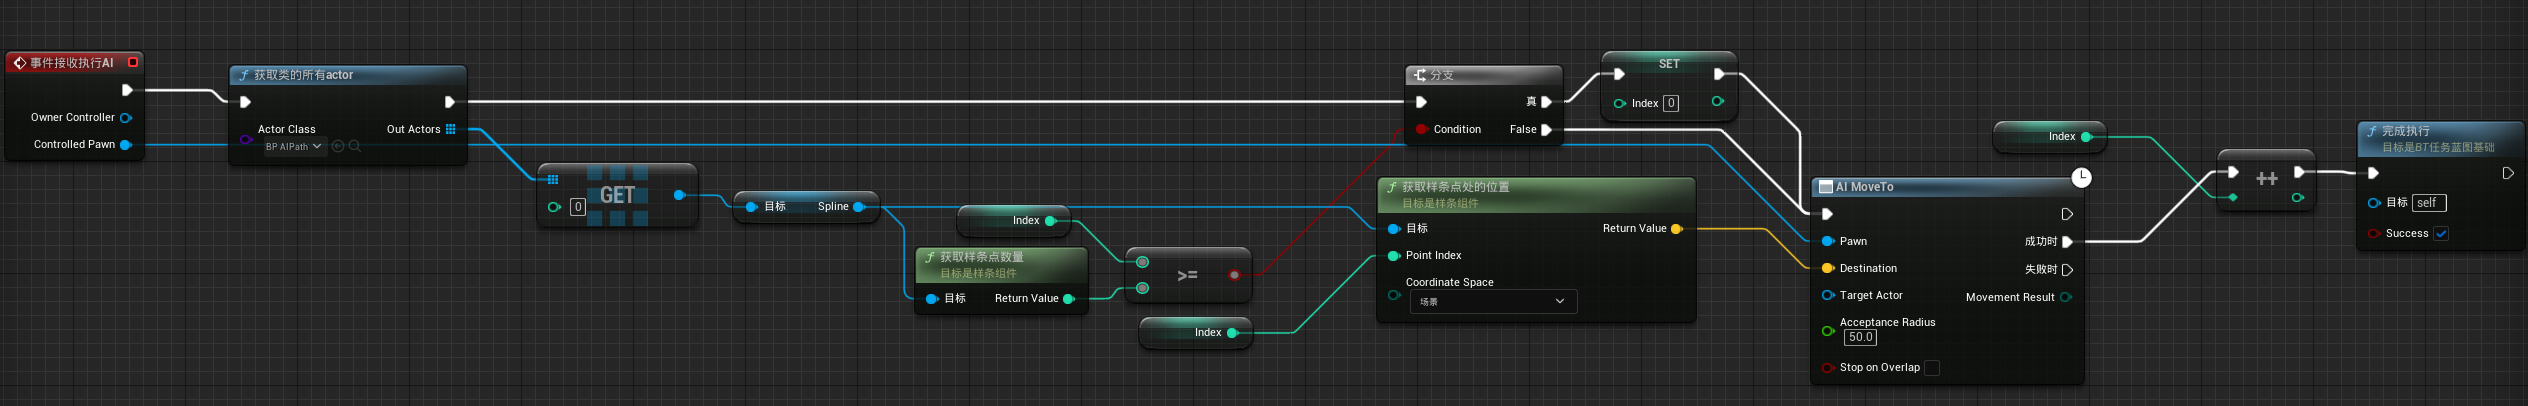 事件接收执行AI
Owner Controller
Controlled Pawn
f 获取类的所有actor
Actor Class
BP AIPath
Out Actors
GET
0
目标 Spline
Index
f 获取样条点数量
目标是样条组件
目标 Return Value
>=
Index
分支
真
Condition False
SET
Index 0
f 获取样条点处的位置
目标是样条组件
目标 Return Value
Point Index
Coordinate Space
场景
AI MoveTo
Pawn 成功时
Destination 失败时
Target Actor Movement Result
Acceptance Radius
50.0
Stop on Overlap
Index
++
f 完成执行
目标是BT任务蓝图基础
目标 self
Success